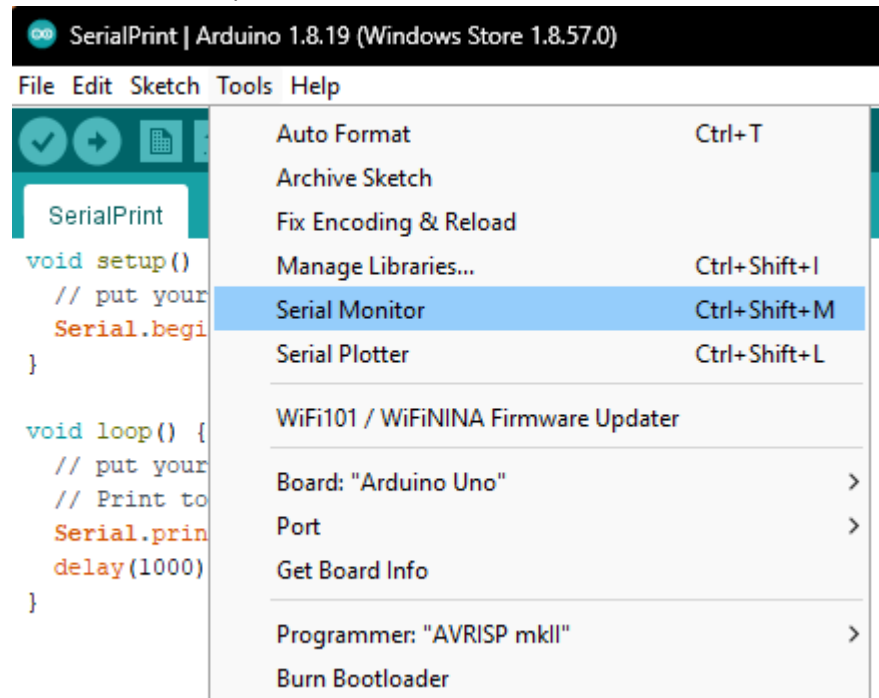 SerialPrint | Arduino 1.8.19 (Windows Store 1.8.57.0)
File Edit Sketch Tools Help
SerialPrint
void setup()
// put your
Serial.begi
}
void loop() {
// put your
// Print to
Serial.prin
delay(1000)
}
Auto Format Ctrl+T
Archive Sketch
Fix Encoding & Reload
Manage Libraries... Ctrl+Shift+I
Serial Monitor Ctrl+Shift+M
Serial Plotter Ctrl+Shift+L
WiFi101 / WiFiNINA Firmware Updater
Board: "Arduino Uno"
Port
Get Board Info
Programmer: "AVRISP mkII"
Burn Bootloader